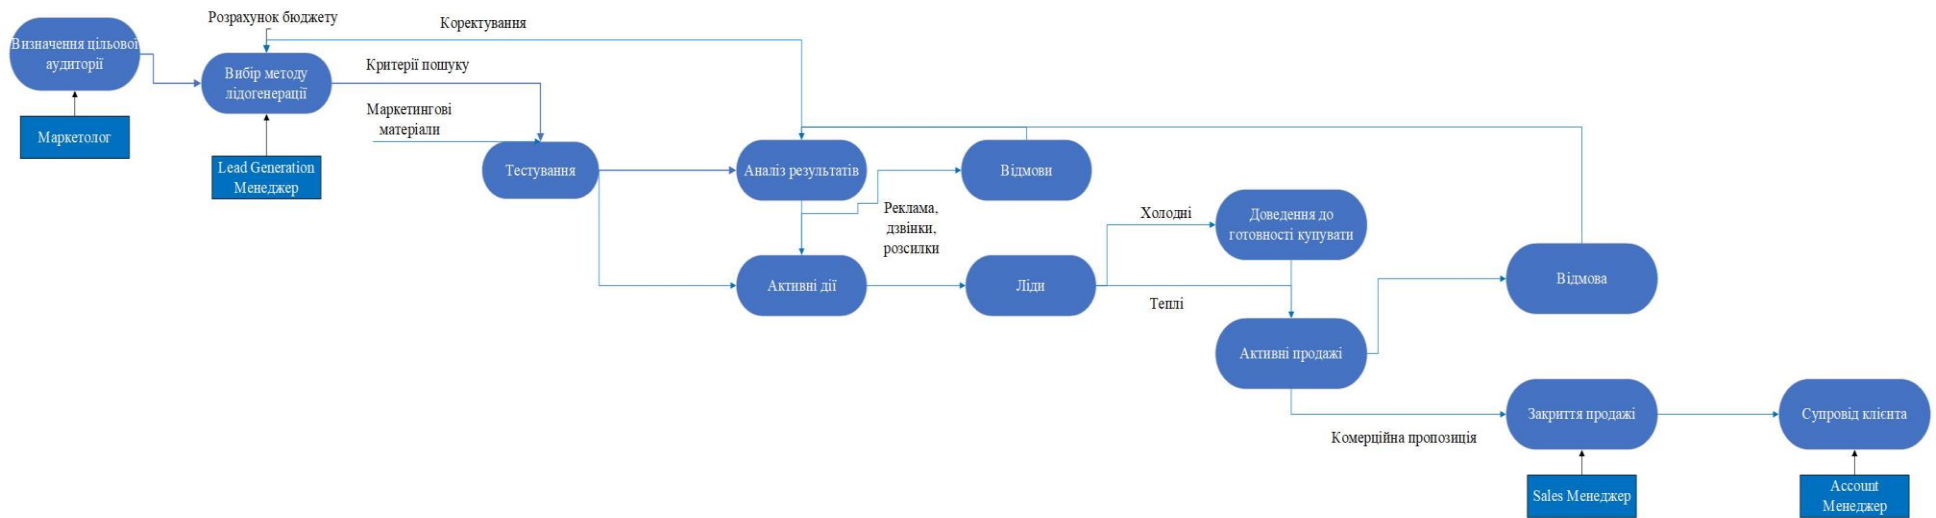 Розрахунок бюджету
Коректування
Визначення цільової
аудиторії
Вибір методу
лідогенерації
Критерії пошуку
Маркетингові
матеріали
Маркетолог
Lead Generation
Менеджер
Тестування
Аналіз результатів
Відмови
Реклама,
дзвінки,
розсилки
Холодні
Доведення до
готовності купувати
Активні дії
Ліди
Теплі
Відмова
Активні продажі
Закриття продажі
Супровід клієнта
Комерційна пропозиція
Sales Менеджер
Account
Менеджер